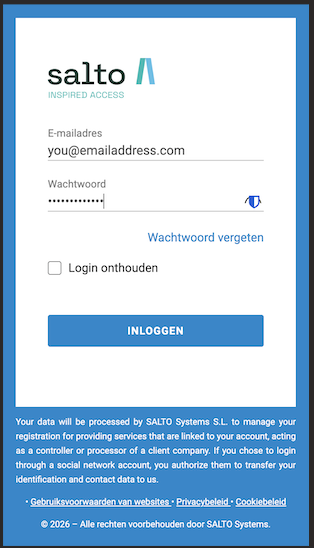 salto
INSPIRED ACCESS
E-mailadres
you@emailaddress.com
Wachtwoord
•••••••••••••
Wachtwoord vergeten
Login onthouden
INLOGGEN
Your data will be processed by SALTO Systems S.L. to manage your
registration for providing services that are linked to your account, acting
as a controller or processor of a client company. If you chose to login
through a social network account, you authorize them to transfer your
identification and contact data to us.
• Gebruiksvoorwaarden van websites • Privacybeleid • Cookiebeleid
© 2026 – Alle rechten voorbehouden door SALTO Systems.